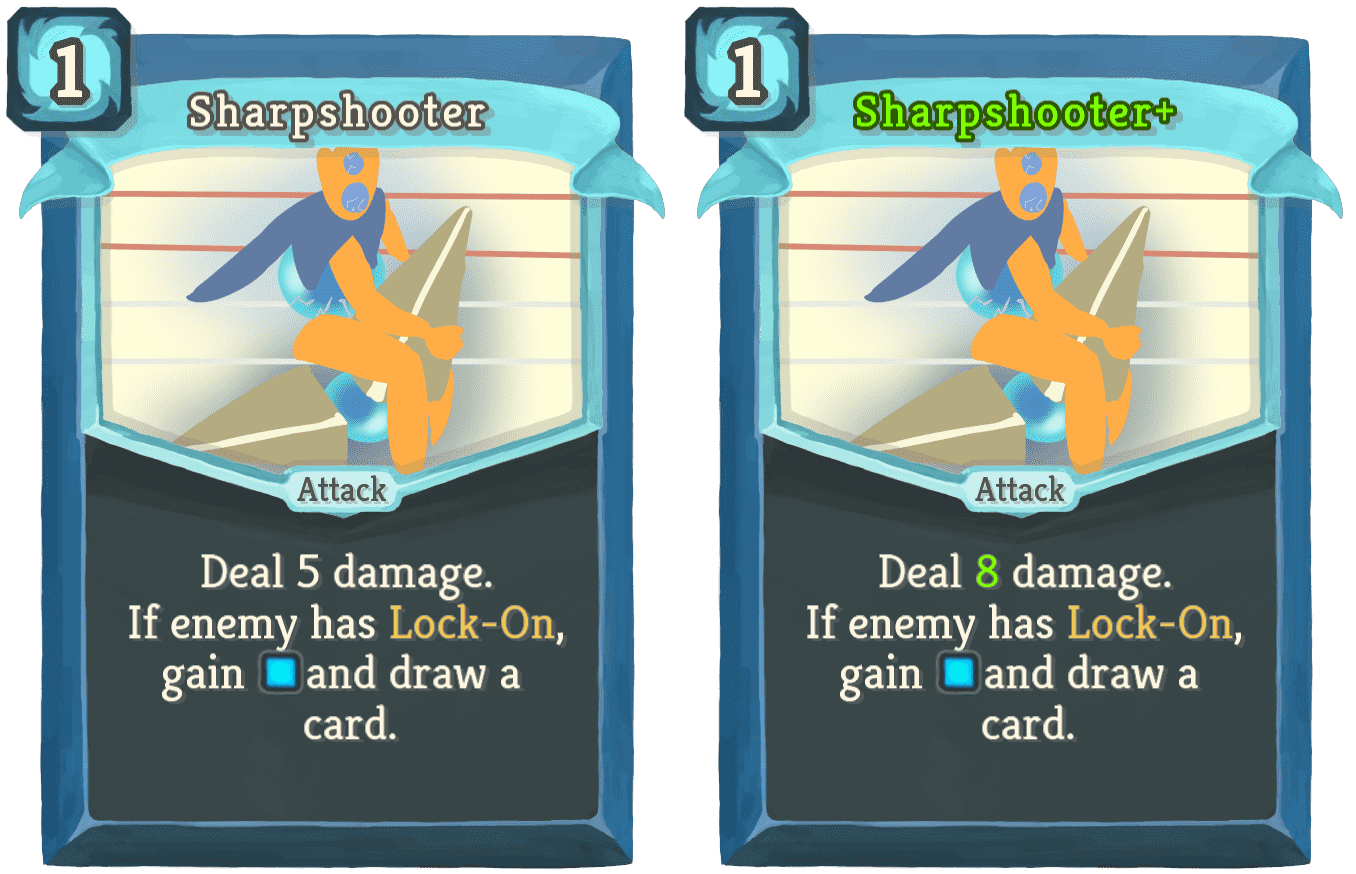 1
Sharpshooter
Attack
Deal 5 damage.
If enemy has Lock-On,
gain and draw a
card.
1
Sharpshooter+
Attack
Deal 8 damage.
If enemy has Lock-On,
gain and draw a
card.